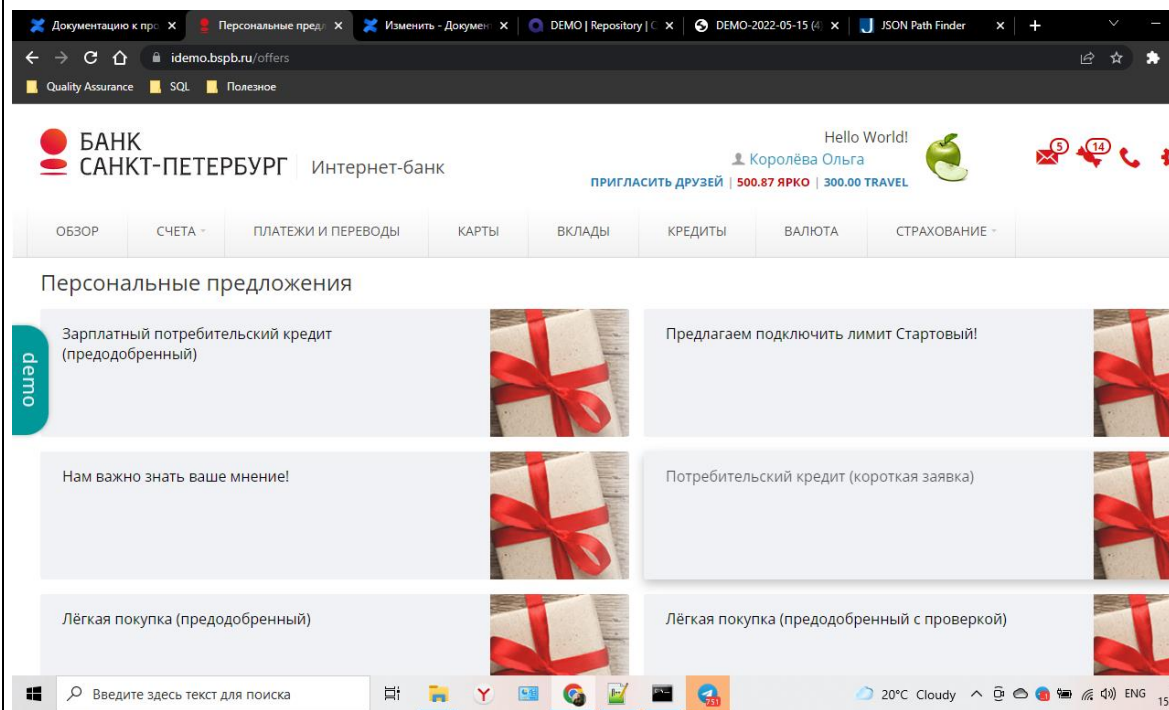 Документацию к про
Персональные предл
Изменить - Докумен
DEMO | Repository | C
DEMO-2022-05-15 (4)
JSON Path Finder
idemo.bspb.ru/offers
Quality Assurance
SQL
Полезное
БАНК
САНКТ-ПЕТЕРБУРГ
Интернет-банк
Hello World!
Королёва Ольга
ПРИГЛАСИТЬ ДРУЗЕЙ | 500.87 ЯРКО | 300.00 TRAVEL
5
14
ОБЗОР
СЧЕТА
ПЛАТЕЖИ И ПЕРЕВОДЫ
КАРТЫ
ВКЛАДЫ
КРЕДИТЫ
ВАЛЮТА
СТРАХОВАНИЕ
Персональные предложения
demo
Зарплатный потребительский кредит
(предодобренный)
Предлагаем подключить лимит Стартовый!
Нам важно знать ваше мнение!
Потребительский кредит (короткая заявка)
Лёгкая покупка (предодобренный)
Лёгкая покупка (предодобренный с проверкой)
Введите здесь текст для поиска
20°C Cloudy
ENG
15